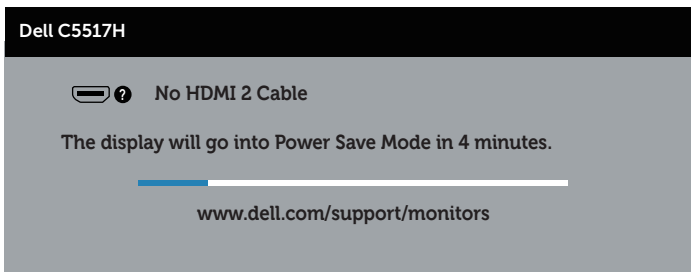 Dell C5517H
? No HDMI 2 Cable
The display will go into Power Save Mode in 4 minutes.
www.dell.com/support/monitors